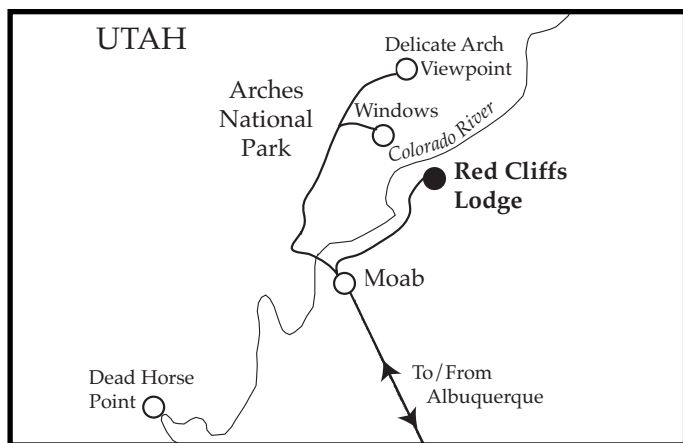 UTAH
Delicate Arch
Viewpoint
Arches
National
Park
Windows
Colorado River
Red Cliffs
Lodge
Moab
Dead Horse
Point
To/From
Albuquerque